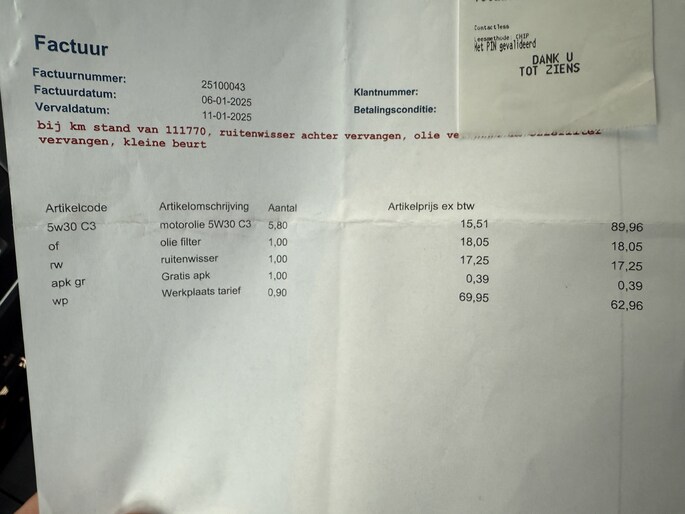 Contactless
Leesmethode: CHIP
Met PIN gevalideerd
DANK U
TOT ZIENS
Factuur
Factuurnummer: 25100043 Klantnummer:
Factuurdatum: 06-01-2025 Betalingsconditie:
Vervaldatum: 11-01-2025
bij km stand van 111770, ruitenwisser achter vervangen, olie
vervangen, kleine beurt
Artikelcode Artikelomschrijving Aantal Artikelprijs ex btw
5w30 C3 motorolie 5W30 C3 5,80 15,51 89,96
of olie filter 1,00 18,05 18,05
rw ruitenwisser 1,00 17,25 17,25
apk gr Gratis apk 1,00 0,39 0,39
wp Werkplaats tarief 0,90 69,95 62,96